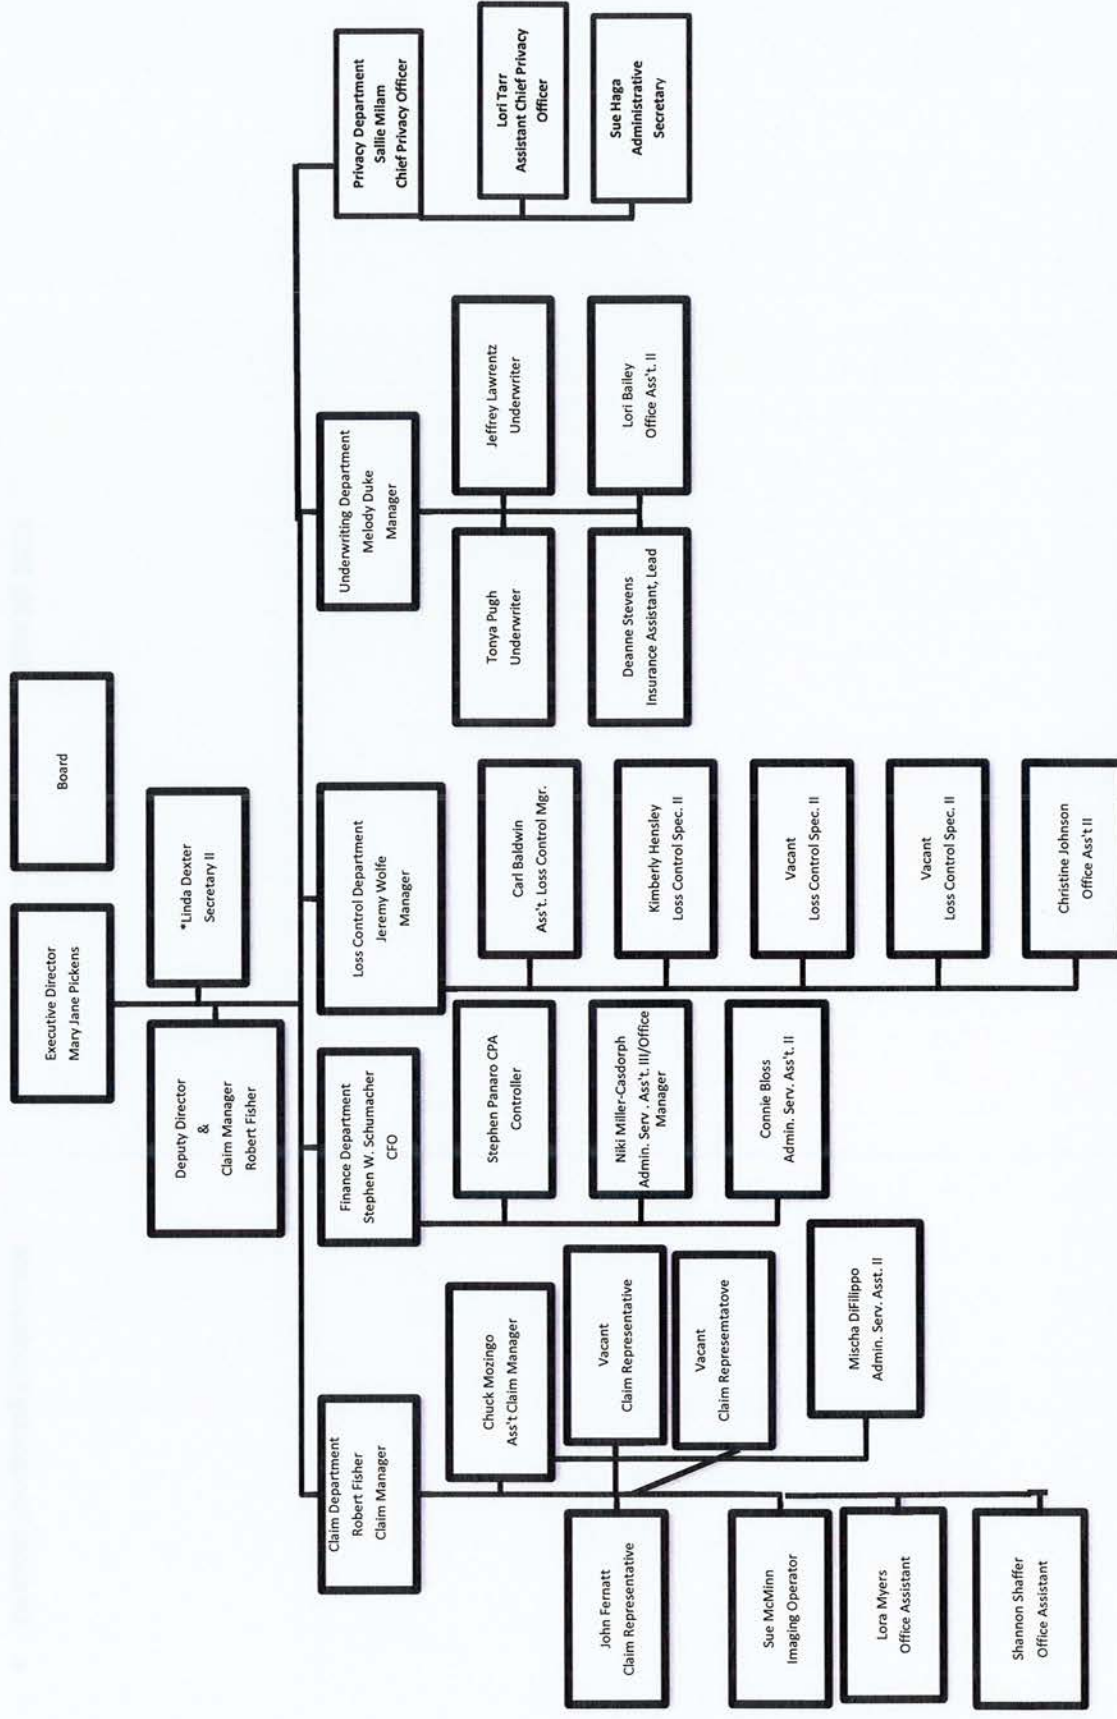 Board
Executive Director
Mary Jane Pickens
*Linda Dexter
Secretary II
Deputy Director
&
Claim Manager
Robert Fisher
Claim Department
Robert Fisher
Claim Manager
Chuck Mozingo
Ass't Claim Manager
John Fernatt
Claim Representative
Vacant
Claim Representative
Vacant
Claim Represemtatove
Sue McMinn
Imaging Operator
Mischa DiFilippo
Admin. Serv. Asst. II
Lora Myers
Office Assistant
Shannon Shaffer
Office Assistant
Finance Department
Stephen W. Schumacher
CFO
Stephen Panaro CPA
Controller
Niki Miller-Casdorph
Admin. Serv . Ass't. III/Office
Manager
Connie Bloss
Admin. Serv. Ass't. II
Loss Control Department
Jeremy Wolfe
Manager
Carl Baldwin
Ass't. Loss Control Mgr.
Kimberly Hensley
Loss Control Spec. II
Vacant
Loss Control Spec. II
Vacant
Loss Control Spec. II
Christine Johnson
Office Ass't II
Underwriting Department
Melody Duke
Manager
Tonya Pugh
Underwriter
Jeffrey Lawrentz
Underwriter
Deanne Stevens
Insurance Assistant, Lead
Lori Bailey
Office Ass't. II
Privacy Department
Sallie Milam
Chief Privacy Officer
Lori Tarr
Assistant Chief Privacy
Officer
Sue Haga
Administrative
Secretary